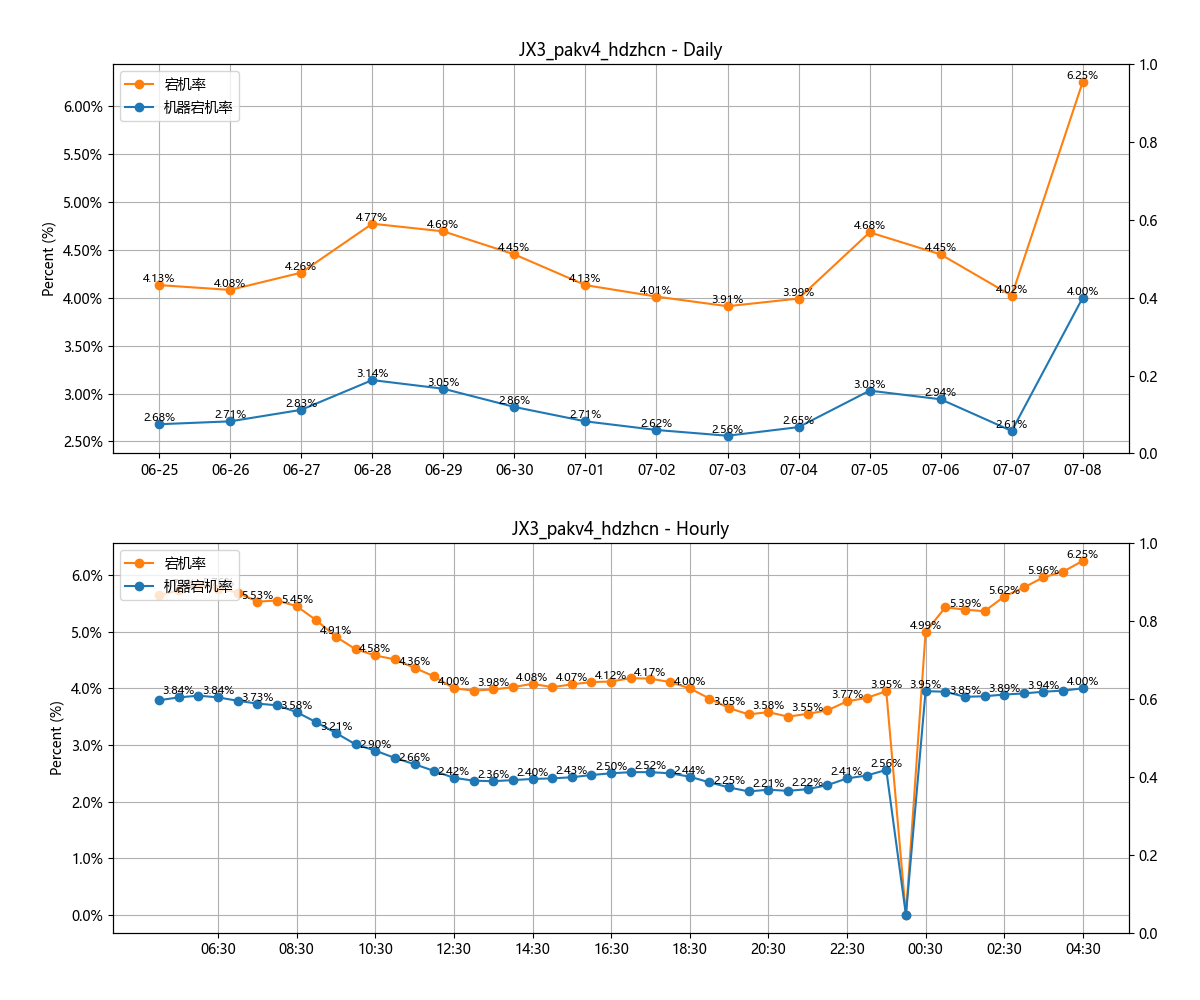 JX3_pakv4_hdzhcn - Daily
宕机率
机器宕机率
Percent (%)
6.00%
5.50%
5.00%
4.50%
4.00%
3.50%
3.00%
2.50%
1.0
0.8
0.6
0.4
0.2
0.0
4.13% 4.08% 4.26% 4.77% 4.69% 4.45% 4.13% 4.01% 3.91% 3.99% 4.68% 4.45% 4.02% 6.25%
2.68% 2.71% 2.83% 3.14% 3.05% 2.86% 2.71% 2.62% 2.56% 2.65% 3.03% 2.94% 2.61% 4.00%
06-25 06-26 06-27 06-28 06-29 06-30 07-01 07-02 07-03 07-04 07-05 07-06 07-07 07-08
JX3_pakv4_hdzhcn - Hourly
宕机率
机器宕机率
Percent (%)
6.0%
5.0%
4.0%
3.0%
2.0%
1.0%
0.0%
1.0
0.8
0.6
0.4
0.2
0.0
5.53% 5.45% 4.91% 4.58% 4.36% 4.00% 3.98% 4.08% 4.07% 4.12% 4.17% 4.00% 3.65% 3.58% 3.55% 3.77% 3.95% 4.99% 5.39% 5.62% 5.96% 6.25%
3.84% 3.84% 3.73% 3.58% 3.21% 2.90% 2.66% 2.42% 2.36% 2.40% 2.43% 2.50% 2.52% 2.44% 2.25% 2.21% 2.22% 2.41% 2.56% 3.95% 3.85% 3.89% 3.94% 4.00%
06:30 08:30 10:30 12:30 14:30 16:30 18:30 20:30 22:30 00:30 02:30 04:30